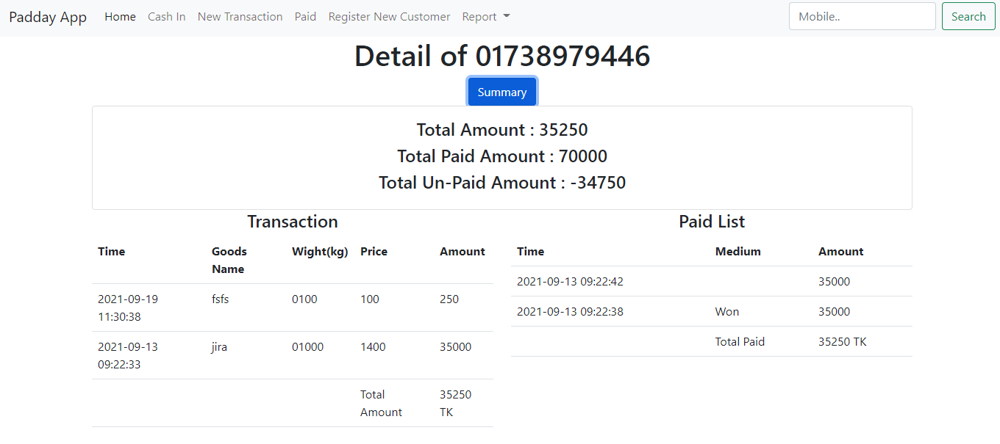 Padday App Home Cash In New Transaction Paid Register New Customer Report Mobile.. Search
Detail of 01738979446
Summary
Total Amount : 35250
Total Paid Amount : 70000
Total Un-Paid Amount : -34750
Transaction
Time Goods Name Wight(kg) Price Amount
2021-09-19 11:30:38 fsfs 0100 100 250
2021-09-13 09:22:33 jira 01000 1400 35000
Total Amount 35250 TK
Paid List
Time Medium Amount
2021-09-13 09:22:42 35000
2021-09-13 09:22:38 Won 35000
Total Paid 35250 TK